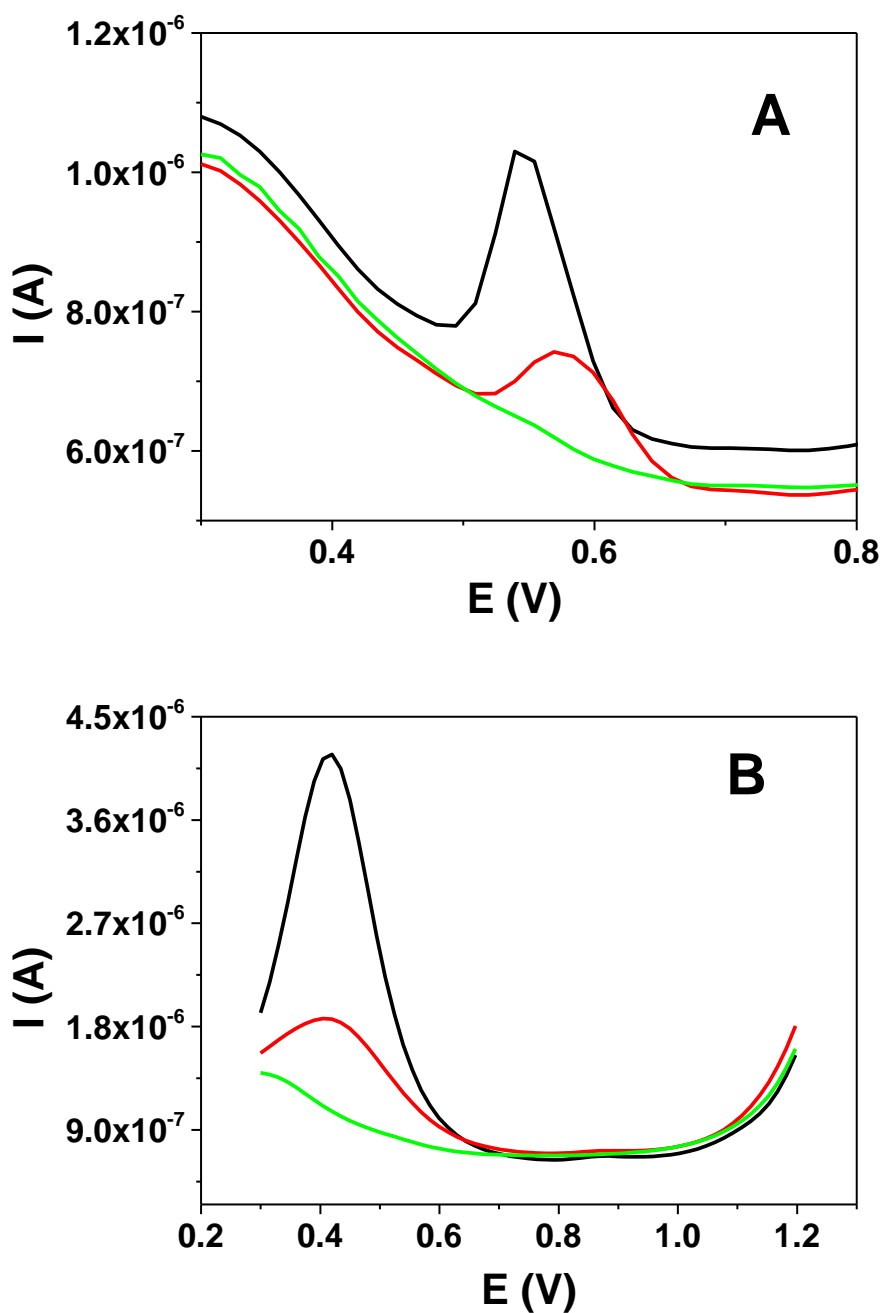 1.2x10⁻⁶
A
1.0x10⁻⁶
8.0x10⁻⁷
6.0x10⁻⁷
I (A)
0.4 0.6 0.8
E (V)
4.5x10⁻⁶
B
3.6x10⁻⁶
2.7x10⁻⁶
1.8x10⁻⁶
9.0x10⁻⁷
I (A)
0.2 0.4 0.6 0.8 1.0 1.2
E (V)